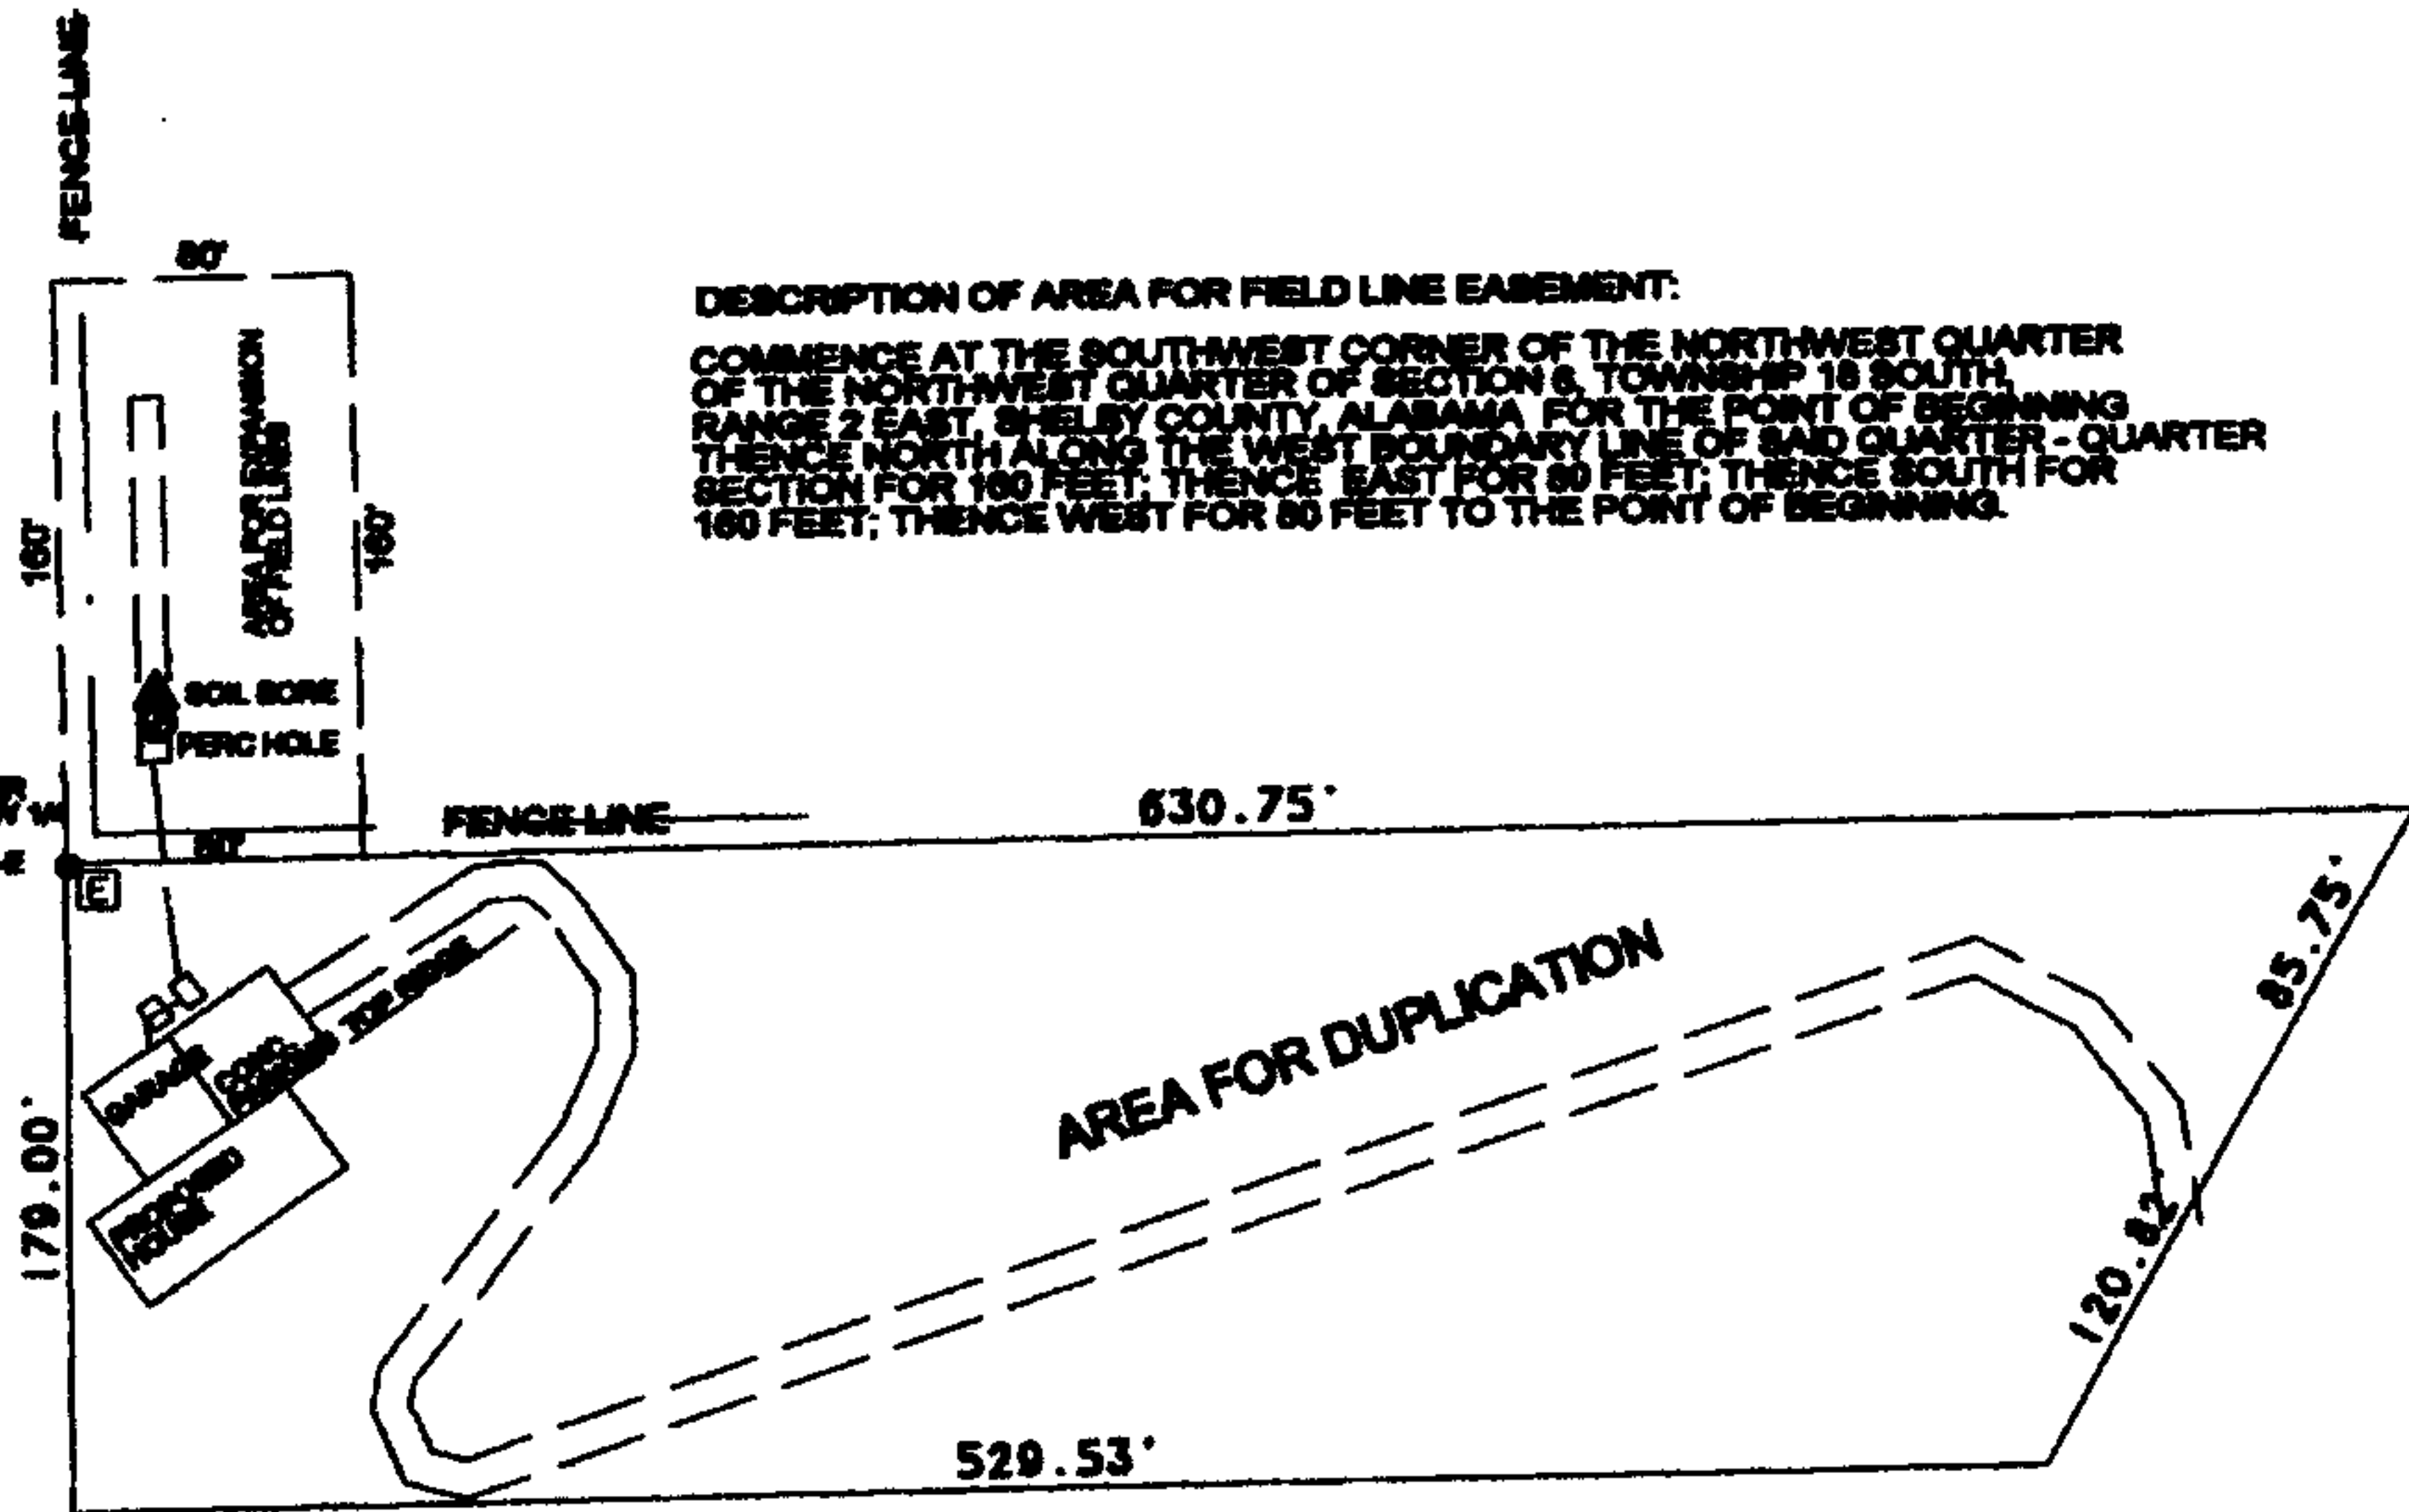 FENCE LINE
80'
DESCRIPTION OF AREA FOR FIELD LINE EASEMENT:
COMMENCE AT THE SOUTHWEST CORNER OF THE NORTHWEST QUARTER
OF THE NORTHWEST QUARTER OF SECTION 6, TOWNSHIP 18 SOUTH,
RANGE 2 EAST, SHELBY COUNTY, ALABAMA FOR THE POINT OF BEGINNING
THENCE NORTH ALONG THE WEST BOUNDARY LINE OF SAID QUARTER - QUARTER
SECTION FOR 160 FEET; THENCE EAST FOR 80 FEET; THENCE SOUTH FOR
160 FEET; THENCE WEST FOR 80 FEET TO THE POINT OF BEGINNING.
AREA FOR EXPANSION
OF FIELD LINES
160'
160'
SOIL BORE
PERC HOLE
FENCE LINE
630.75'
80'
E
85.75'
AREA FOR DUPLICATION
GARAGE
179.00'
PROPOSED
HOUSE
120.82'
529.53'